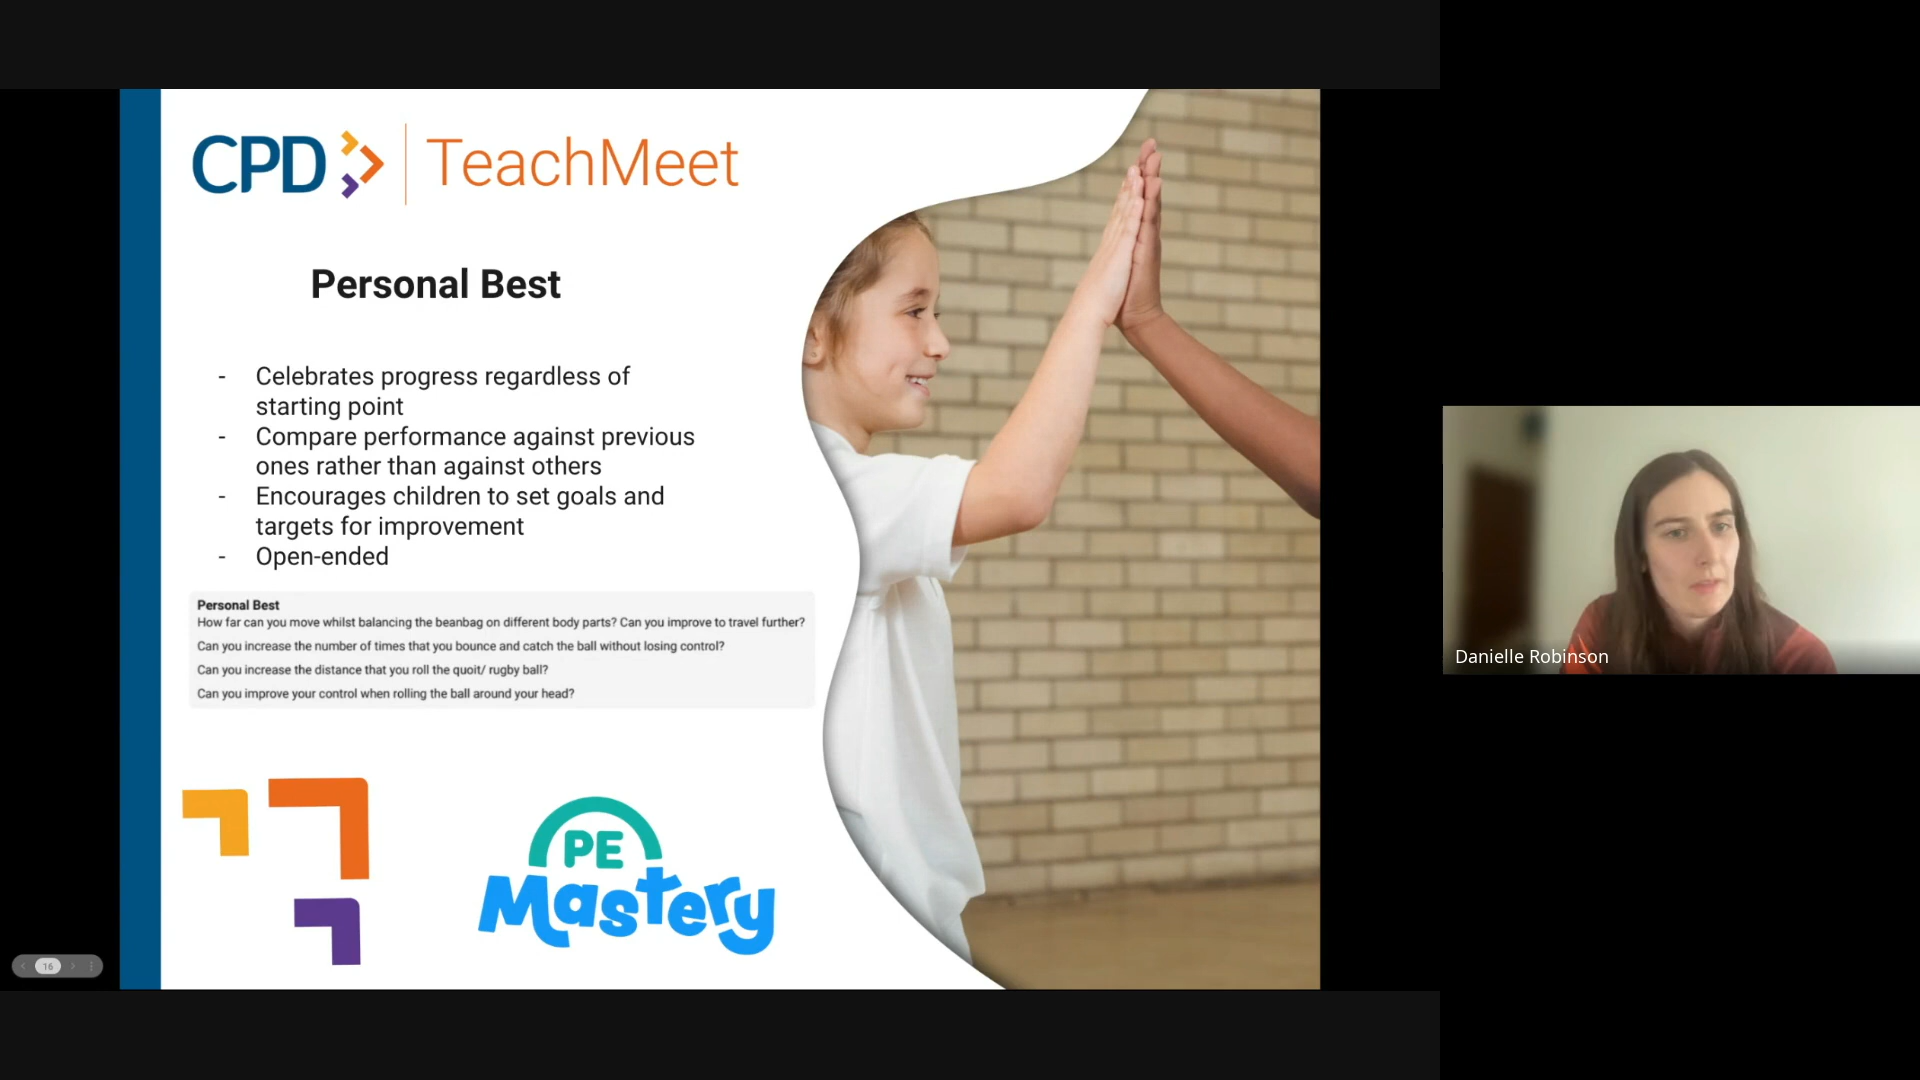 CPD
TeachMeet
Personal Best
- Celebrates progress regardless of
starting point
- Compare performance against previous
ones rather than against others
- Encourages children to set goals and
targets for improvement
- Open-ended
Personal Best
How far can you move whilst balancing the beanbag on different body parts? Can you improve to travel further?
Can you increase the number of times that you bounce and catch the ball without losing control?
Can you increase the distance that you roll the quoit/ rugby ball?
Can you improve your control when rolling the ball around your head?
PE
Mastery
16
Danielle Robinson